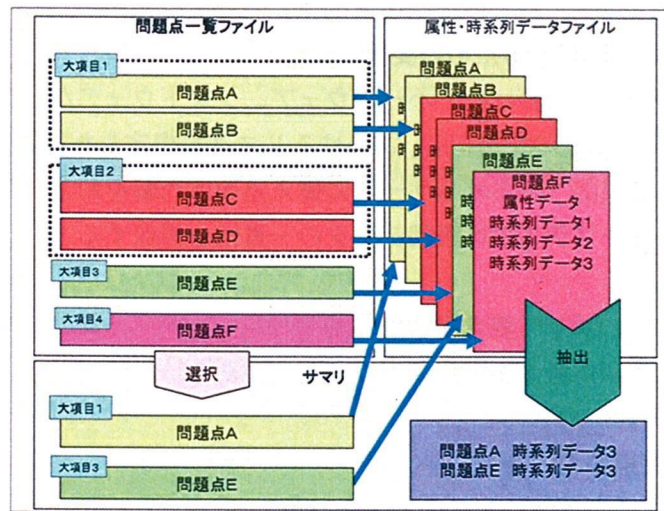 問題点一覧ファイル
大項目1
問題点A
問題点B
大項目2
問題点C
問題点D
大項目3
問題点E
大項目4
問題点F
選択
属性・時系列データファイル
問題点A
問題点B
問題点C
問題点D
問題点E
問題点F
属性データ
時系列データ1
時系列データ2
時系列データ3
抽出
サマリ
大項目1
問題点A
大項目3
問題点E
問題点A 時系列データ3
問題点E 時系列データ3